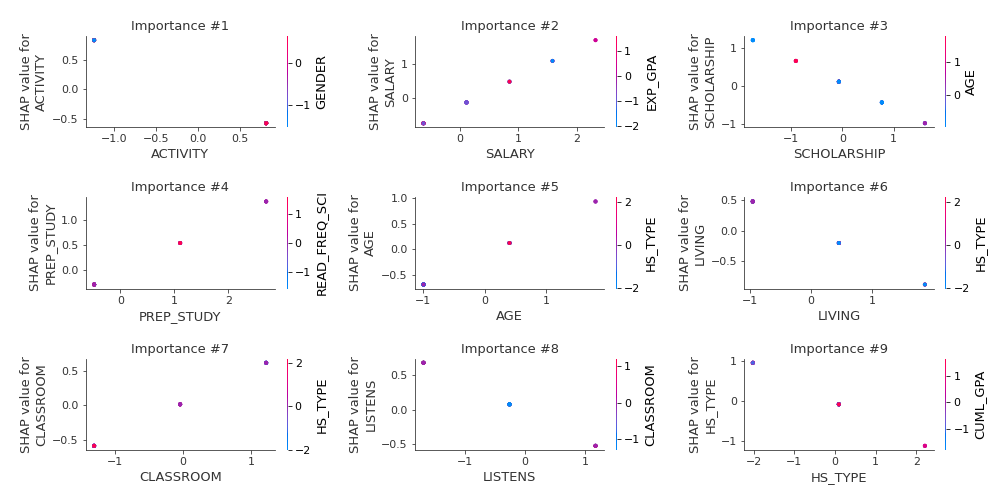 Importance #1
SHAP value for
ACTIVITY
0.5
0.0
−0.5
−1.0
−0.5
0.0
0.5
ACTIVITY
0
−1
GENDER
Importance #2
SHAP value for
SALARY
1
0
0
1
2
SALARY
1
0
−1
−2
EXP_GPA
Importance #3
SHAP value for
SCHOLARSHIP
1
0
−1
−1
0
1
SCHOLARSHIP
1
0
AGE
Importance #4
SHAP value for
PREP_STUDY
1.0
0.5
0.0
0
1
2
PREP_STUDY
1
0
−1
READ_FREQ_SCI
Importance #5
SHAP value for
AGE
1.0
0.5
0.0
−0.5
−1
0
1
AGE
2
0
−2
HS_TYPE
Importance #6
SHAP value for
LIVING
0.5
0.0
−0.5
−1
0
1
LIVING
2
0
−2
HS_TYPE
Importance #7
SHAP value for
CLASSROOM
0.5
0.0
−0.5
−1
0
1
CLASSROOM
2
0
−2
HS_TYPE
Importance #8
SHAP value for
LISTENS
0.5
0.0
−0.5
−1
0
1
LISTENS
1
0
−1
CLASSROOM
Importance #9
SHAP value for
HS_TYPE
1
0
−1
−2
−1
0
1
2
HS_TYPE
1
0
−1
CUML_GPA